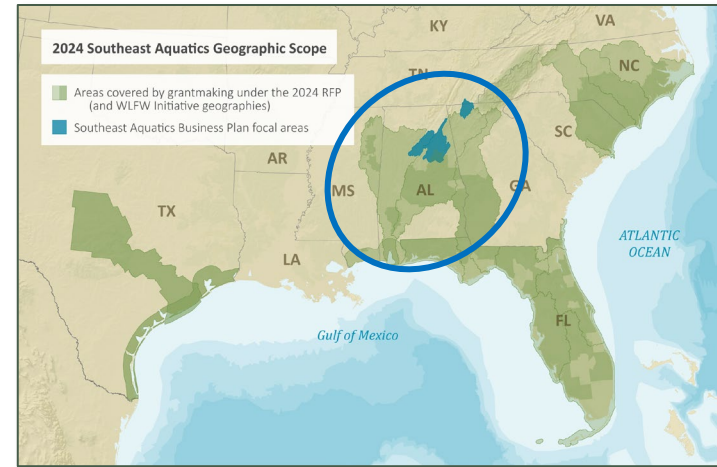 KY
VA
2024 Southeast Aquatics Geographic Scope
TN
NC
Areas covered by grantmaking under the 2024 RFP
(and WLFW Initiative geographies)
Southeast Aquatics Business Plan focal areas
SC
AR
MS
AL
GA
TX
ATLANTIC
OCEAN
LA
FL
Gulf of Mexico